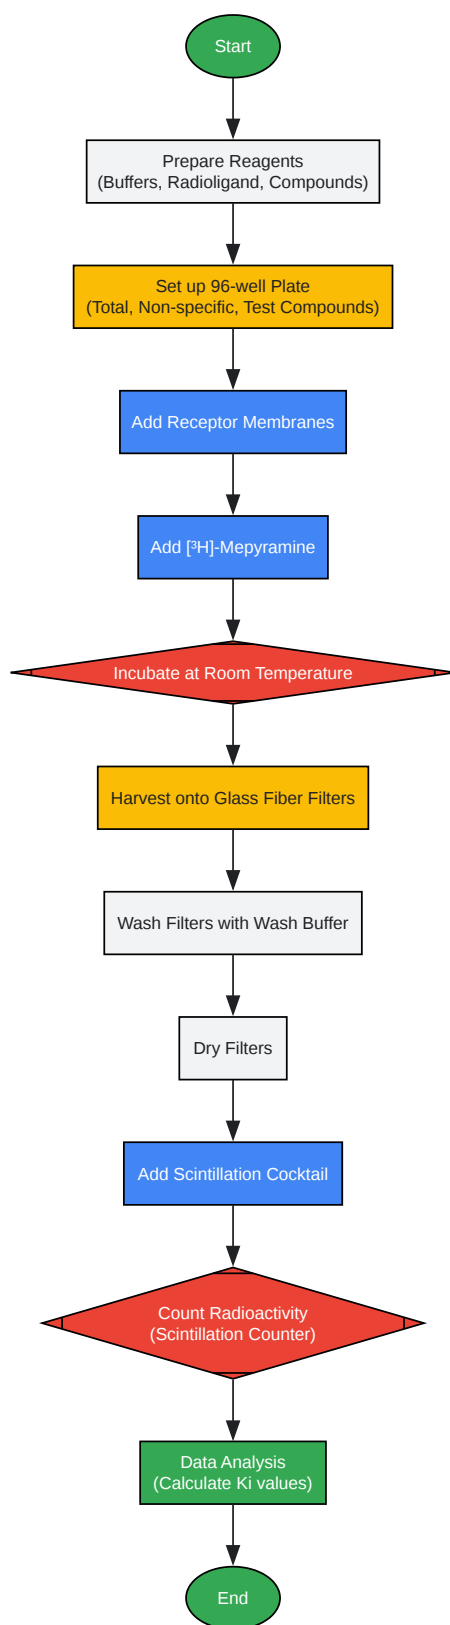 Start
Prepare Reagents
(Buffers, Radioligand, Compounds)
Set up 96-well Plate
(Total, Non-specific, Test Compounds)
Add Receptor Membranes
Add [³H]-Mepyramine
Incubate at Room Temperature
Harvest onto Glass Fiber Filters
Wash Filters with Wash Buffer
Dry Filters
Add Scintillation Cocktail
Count Radioactivity
(Scintillation Counter)
Data Analysis
(Calculate Ki values)
End